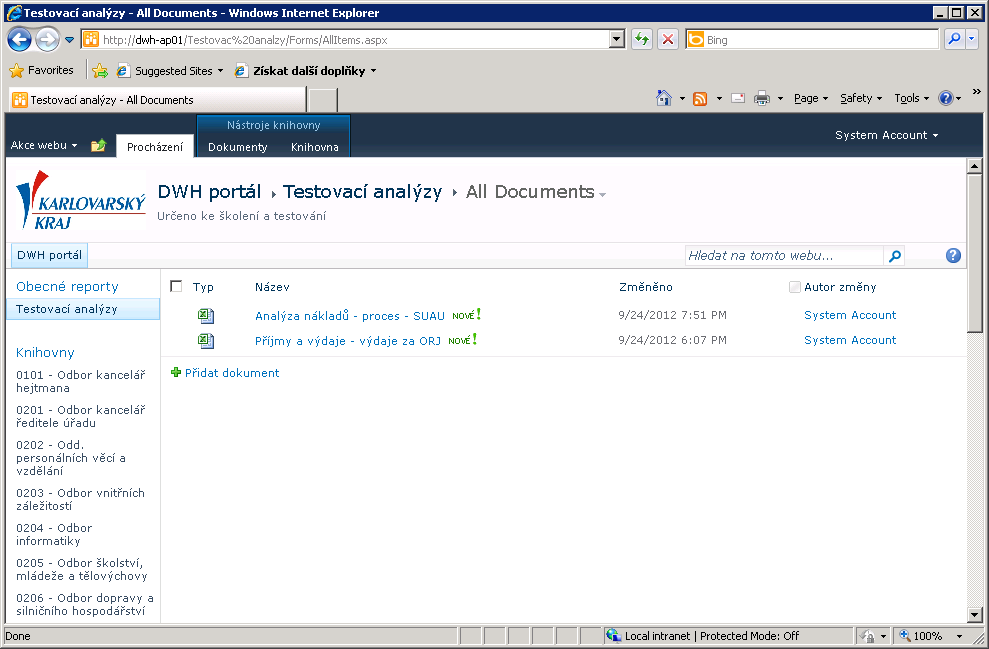 Testovací analýzy - All Documents - Windows Internet Explorer
http://dwh-ap01/Testovac%20analzy/Forms/AllItems.aspx
Bing
Favorites
Suggested Sites
Získat další doplňky
Testovací analýzy - All Documents
Page
Safety
Tools
»
Nástroje knihovny
Akce webu
Procházení
Dokumenty
Knihovna
System Account
KARLOVARSKÝ
KRAJ
DWH portál
Testovací analýzy
All Documents
Určeno ke školení a testování
DWH portál
Hledat na tomto webu...
Obecné reporty
Testovací analýzy
Knihovny
0101 - Odbor kancelář
hejtmana
0201 - Odbor kancelář
ředitele úřadu
0202 - Odd.
personálních věcí a
vzdělání
0203 - Odbor vnitřních
záležitostí
0204 - Odbor
informatiky
0205 - Odbor školství,
mládeže a tělovýchovy
0206 - Odbor dopravy a
silničního hospodářství
Typ
Název
Změněno
Autor změny
Analýza nákladů - proces - SUAU NOVÉ!
9/24/2012 7:51 PM
System Account
Příjmy a výdaje - výdaje za ORJ NOVÉ!
9/24/2012 6:07 PM
System Account
Přidat dokument
Done
Local intranet | Protected Mode: Off
100%